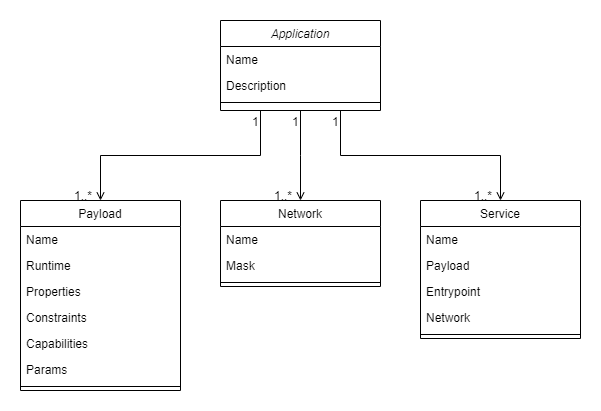 Application
Name
Description
1
1
1
1..*
1..*
1..*
Payload
Name
Runtime
Properties
Constraints
Capabilities
Params
Network
Name
Mask
Service
Name
Payload
Entrypoint
Network